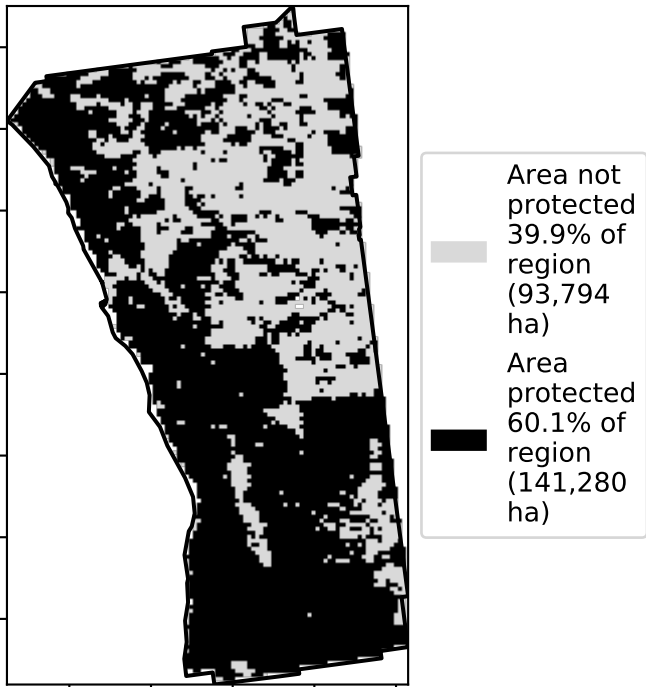 Area not
protected
39.9% of
region
(93,794
ha)
Area
protected
60.1% of
region
(141,280
ha)